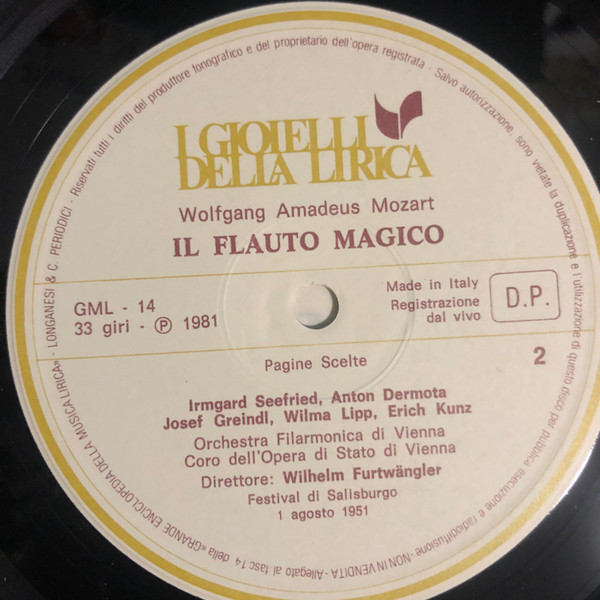 I GIOIELLI
DELLA LIRICA
Wolfgang Amadeus Mozart
IL FLAUTO MAGICO
GML - 14
33 giri - Ⓟ 1981
Made in Italy
Registrazione
dal vivo
D.P.
Pagine Scelte
2
Irmgard Seefried, Anton Dermota
Josef Greindl, Wilma Lipp, Erich Kunz
Orchestra Filarmonica di Vienna
Coro dell'Opera di Stato di Vienna
Direttore: Wilhelm Furtwängler
Festival di Salisburgo
1 agosto 1951
LONGANESI & C. PERIODICI - Riservati tutti i diritti del produttore fonografico e del proprietario dell'opera registrata - Salvo autorizzazione, sono vietate la duplicazione e l'utilizzazione di questo disco per pubblica esecuzione e radiodiffusione - NON IN VENDITA - Allegato al fasc. 14 della «GRANDE ENCICLOPEDIA DELLA MUSICA LIRICA» -